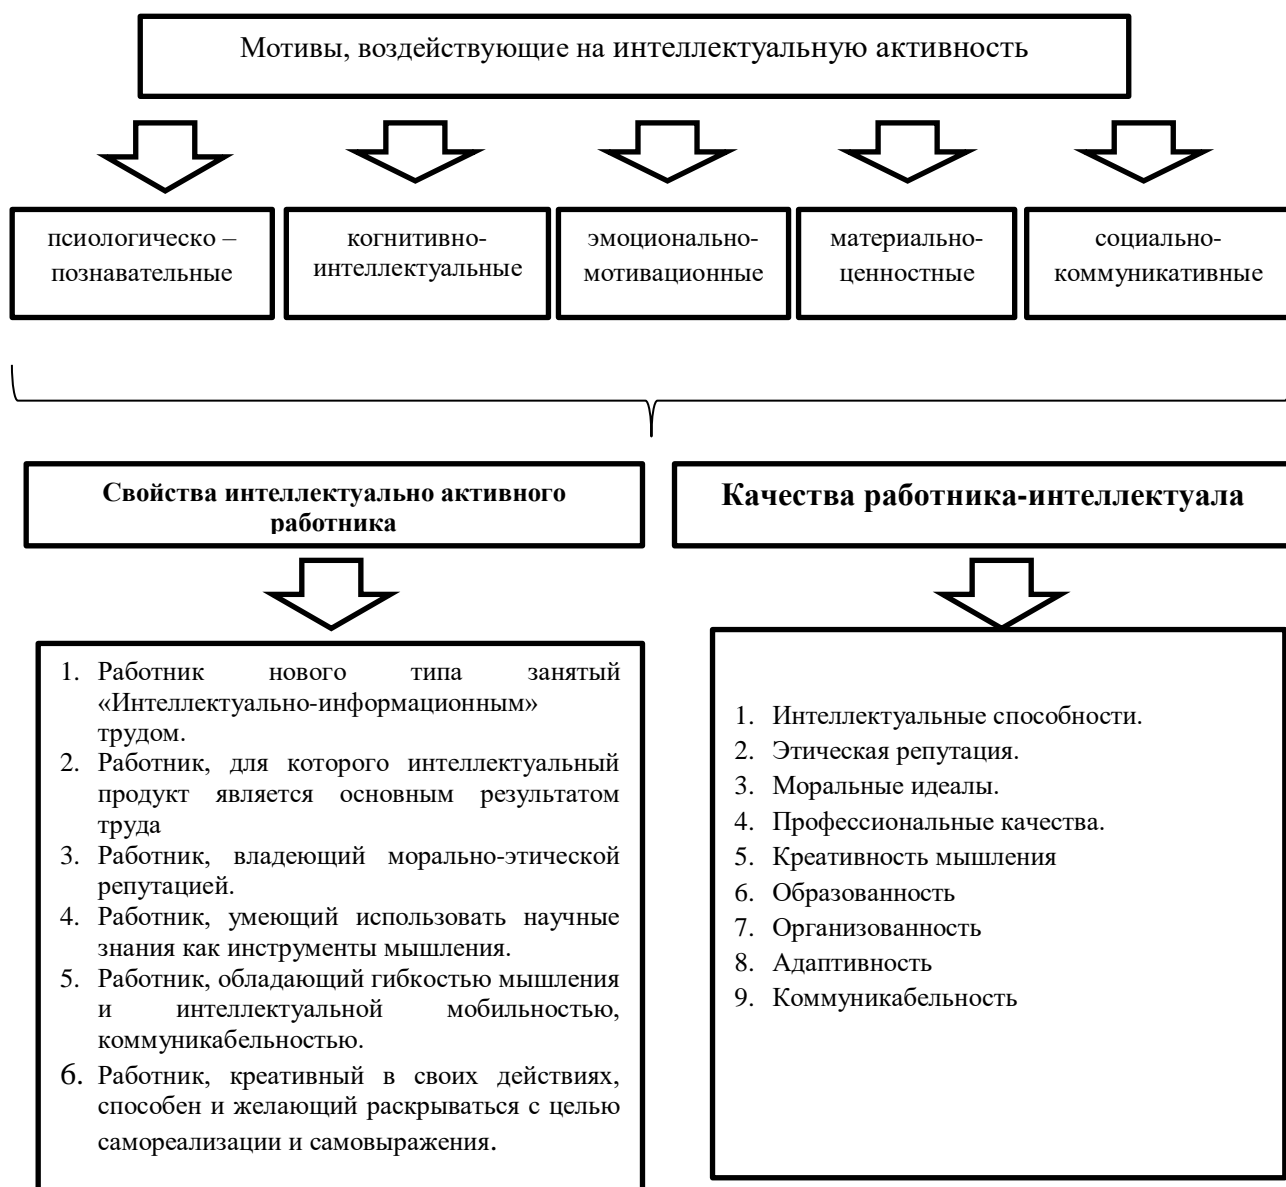 Мотивы, воздействующие на интеллектуальную активность
псиологическо –
познавательные
когнитивно-
интеллектуальные
эмоционально-
мотивационные
материально-
ценностные
социально-
коммуникативные
Свойства интеллектуально активного
работника
Качества работника-интеллектуала
1. Работник нового типа занятый
«Интеллектуально-информационным»
трудом.
2. Работник, для которого интеллектуальный
продукт является основным результатом
труда
3. Работник, владеющий морально-этической
репутацией.
4. Работник, умеющий использовать научные
знания как инструменты мышления.
5. Работник, обладающий гибкостью мышления
и интеллектуальной мобильностью,
коммуникабельностью.
6. Работник, креативный в своих действиях,
способен и желающий раскрываться с целью
самореализации и самовыражения.
1. Интеллектуальные способности.
2. Этическая репутация.
3. Моральные идеалы.
4. Профессиональные качества.
5. Креативность мышления
6. Образованность
7. Организованность
8. Адаптивность
9. Коммуникабельность